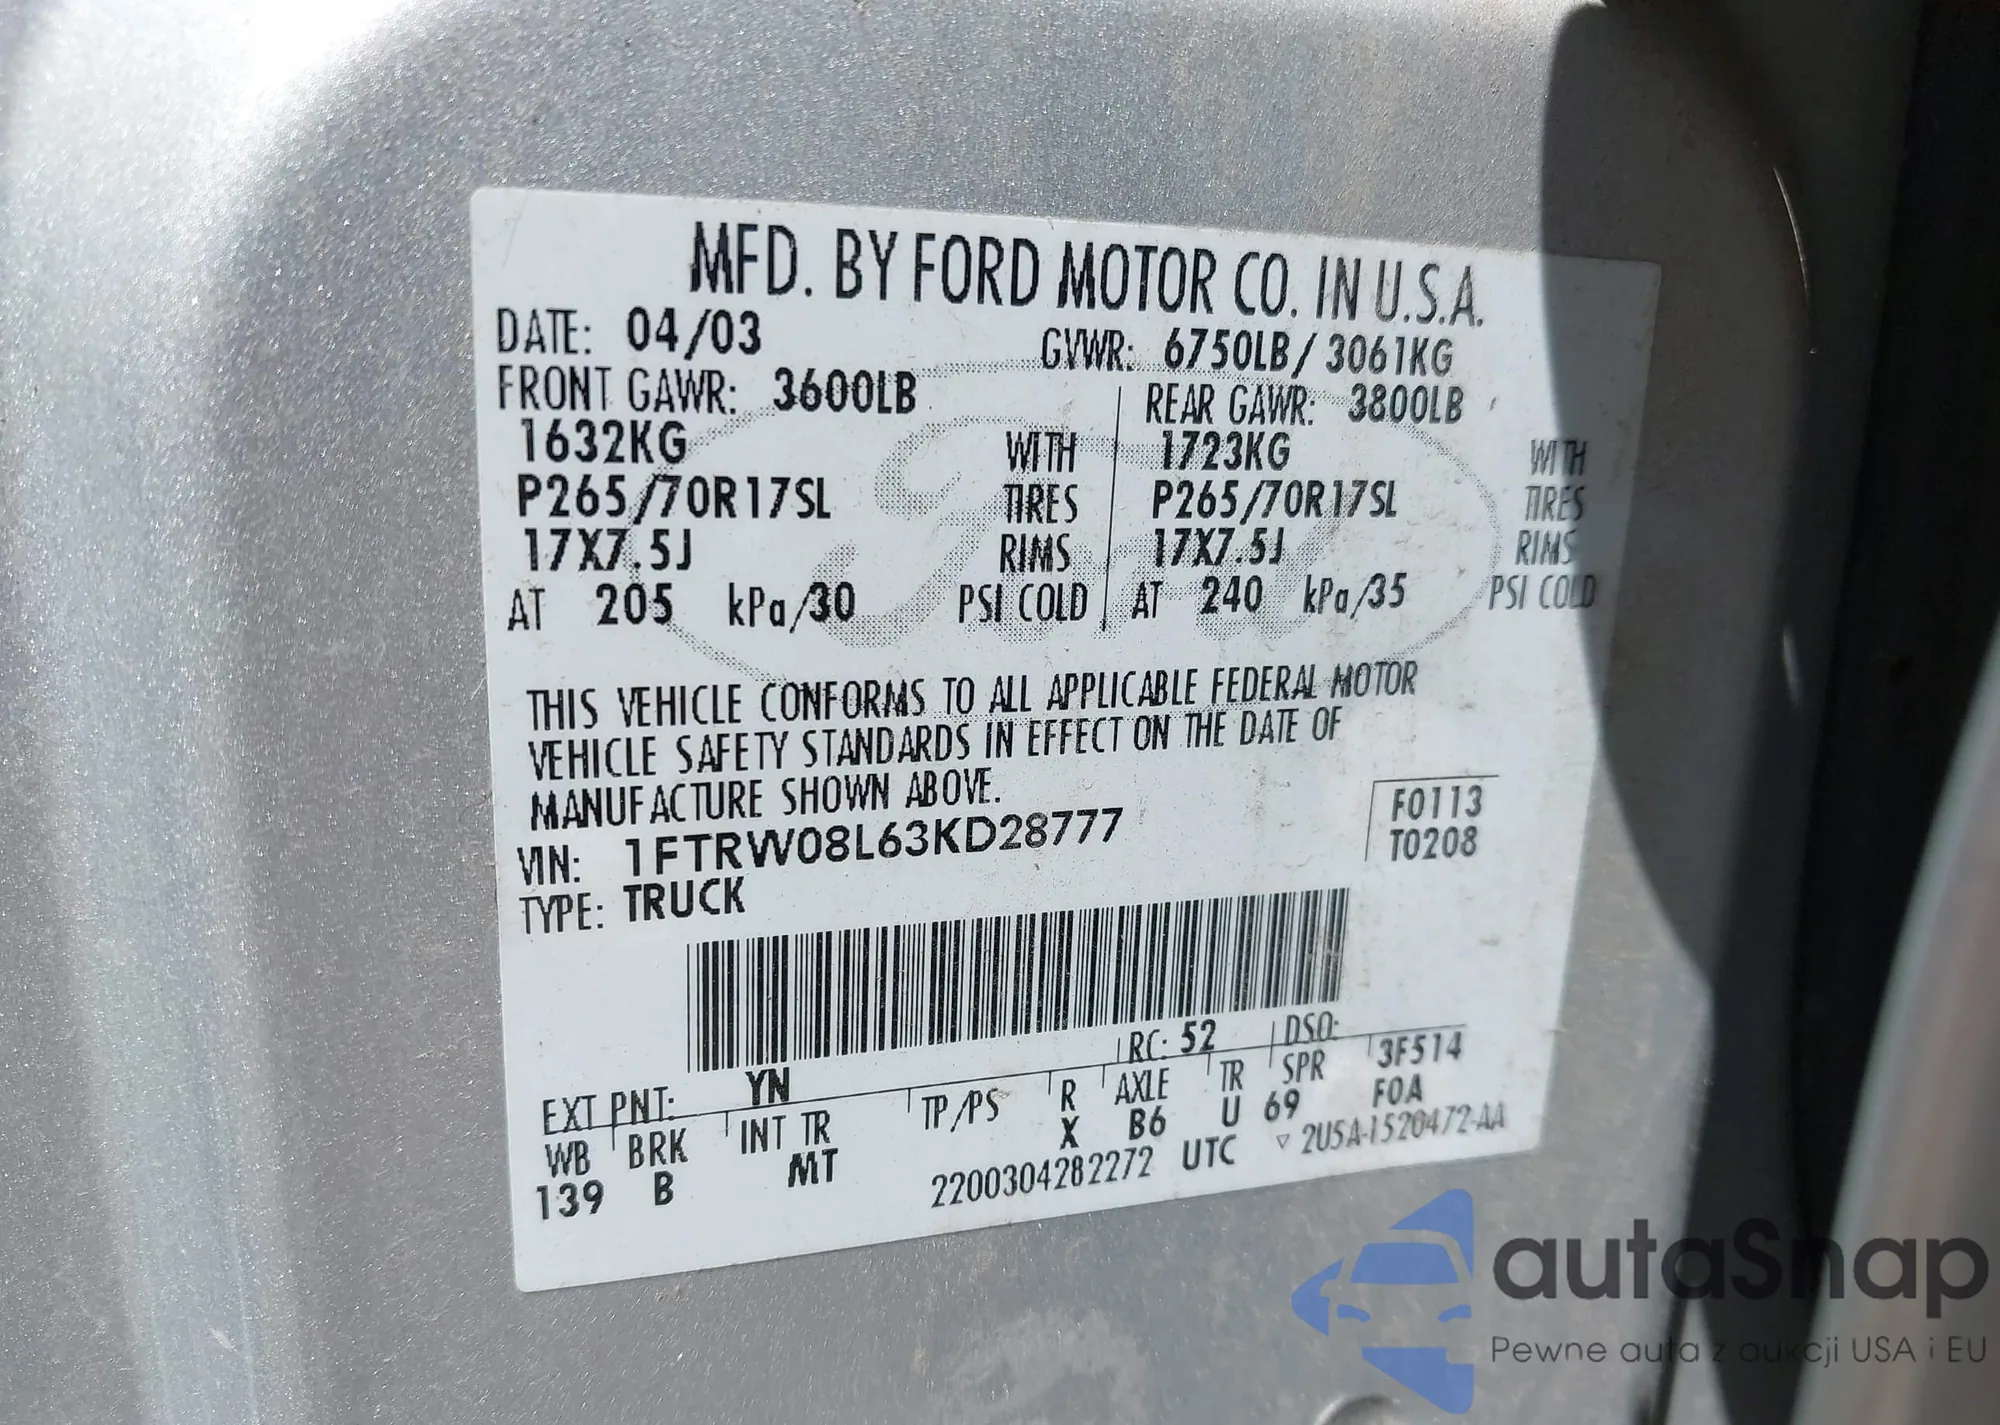 MFD. BY FORD MOTOR CO. IN U.S.A.
DATE: 04/03 GVWR: 6750LB/ 3061KG
FRONT GAWR: 3600LB REAR GAWR: 3800LB
1632KG WITH 1723KG WITH
P265/70R17SL TIRES P265/70R17SL TIRES
17X7.5J RIMS 17X7.5J RIMS
AT 205 kPa/30 PSI COLD AT 240 kPa/35 PSI COLD
THIS VEHICLE CONFORMS TO ALL APPLICABLE FEDERAL MOTOR
VEHICLE SAFETY STANDARDS IN EFFECT ON THE DATE OF
MANUFACTURE SHOWN ABOVE.
F0113
VIN: 1FTRW08L63KD28777
T0208
TYPE: TRUCK
EXT PNT: YN RC: 52 DSO:
WB BRK INT TR TP/PS R AXLE TR SPR 3F514
139 B MT X B6 U 69 FOA
2200304282272 UTC ▽ 2U5A-1520472-AA
autaSnap
Pewne auta z aukcji USA i EU